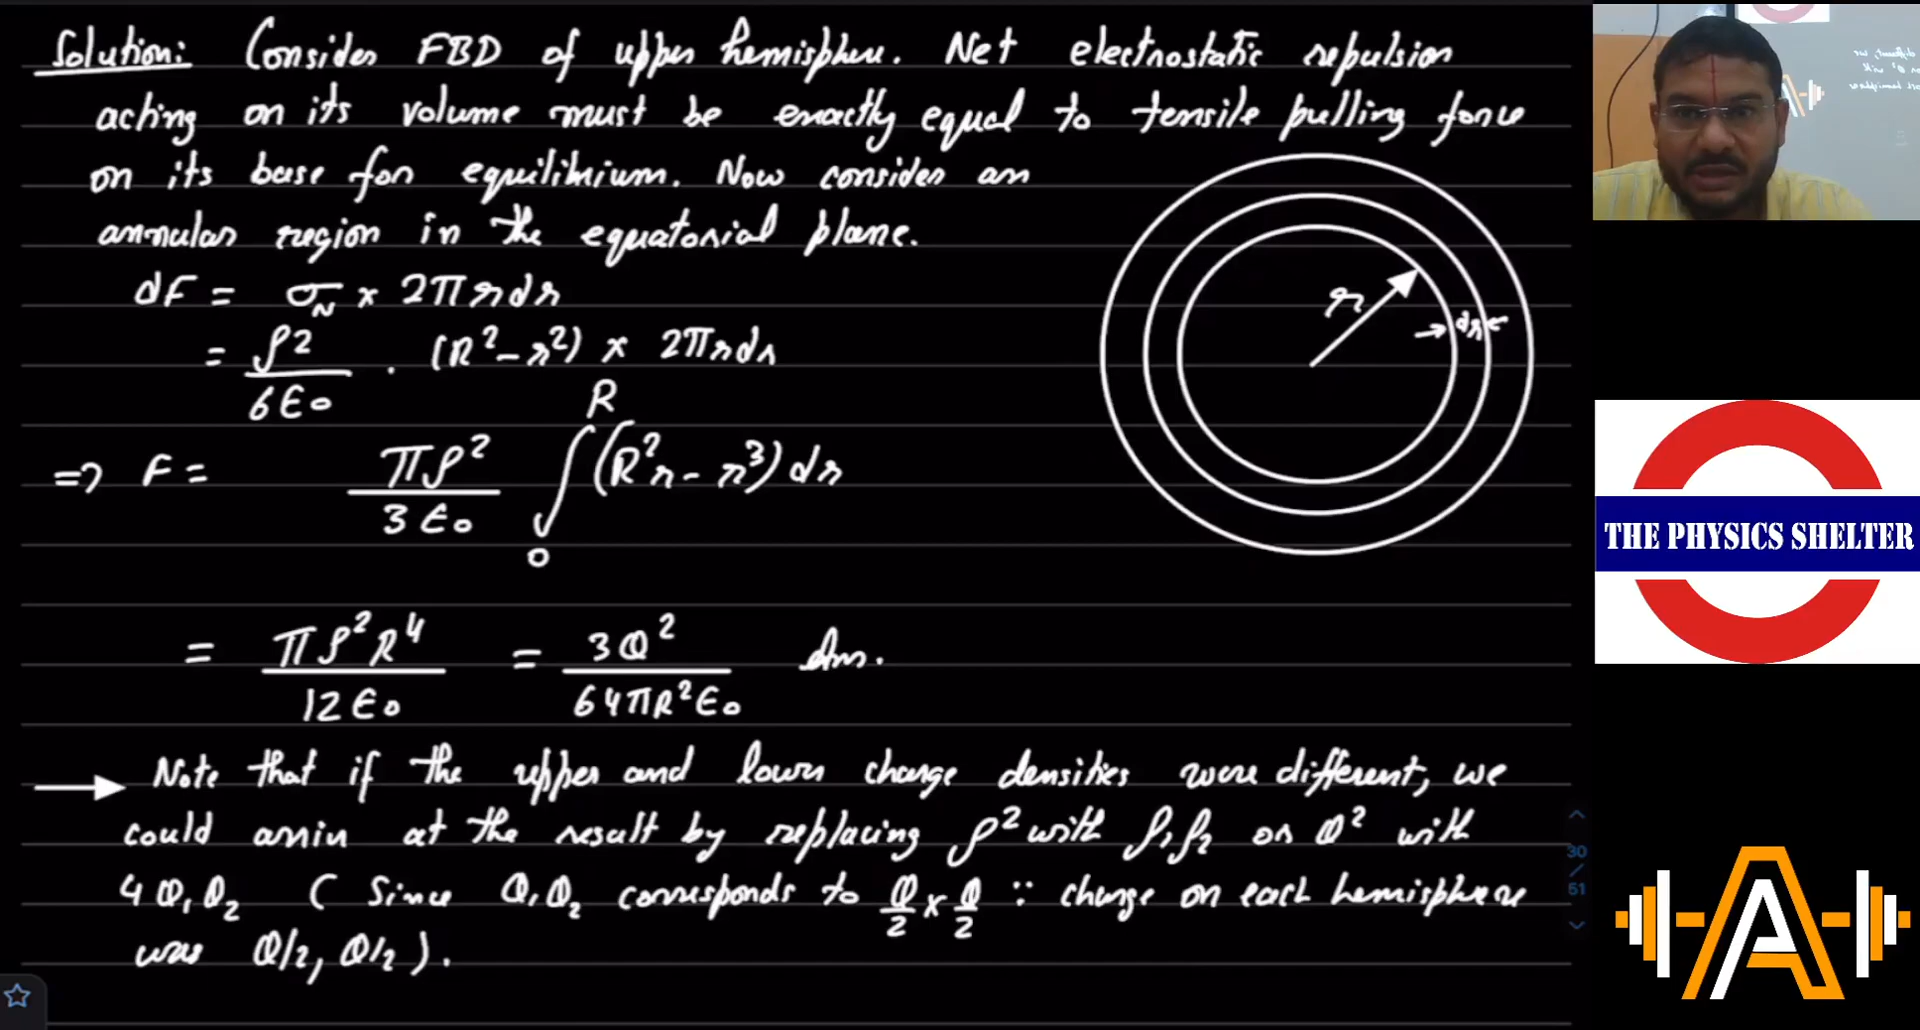 Solution: Consider FBD of upper hemisphere. Net electrostatic repulsion
acting on its volume must be exactly equal to tensile pulling force
on its base for equilibrium. Now consider an
annular region in the equatorial plane.
dF = σN × 2πrdr
= ρ2/6ε0 . (R²-r²) × 2πrdr
r
dr
=> F = πρ²/3ε0 ∫0^R (R²r - r³) dr
= πρ²R⁴/12ε0 = 3Q²/64πR²ε0 Ans.
→ Note that if the upper and lower charge densities were different, we
could arrive at the result by replacing ρ² with ρ1ρ2 or Q² with
4Q1Q2 (Since Q1Q2 corresponds to Q/2 × Q/2 ∵ charge on each hemisphere
was Q/2, Q/2).
THE PHYSICS SHELTER
30
/
51
A